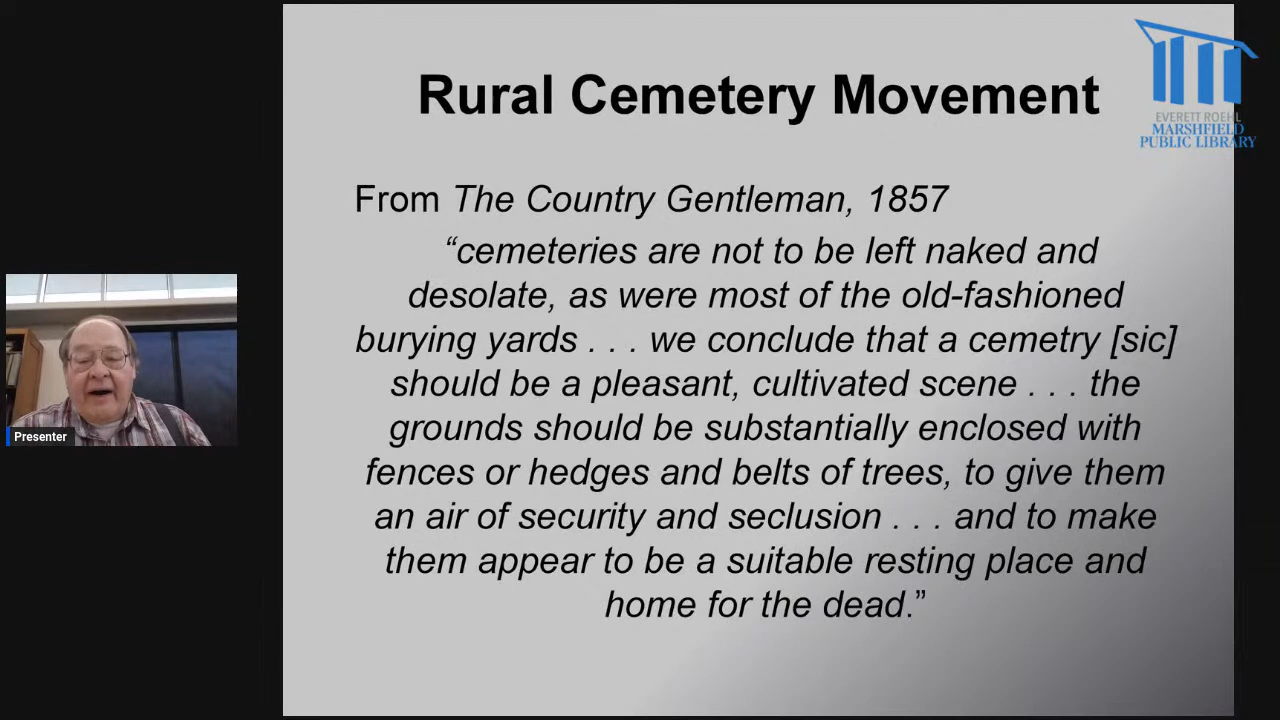 Rural Cemetery Movement
EVERETT ROEHL
MARSHFIELD
PUBLIC LIBRARY
From The Country Gentleman, 1857
“cemeteries are not to be left naked and
desolate, as were most of the old-fashioned
burying yards . . . we conclude that a cemetry [sic]
should be a pleasant, cultivated scene . . . the
grounds should be substantially enclosed with
fences or hedges and belts of trees, to give them
an air of security and seclusion . . . and to make
them appear to be a suitable resting place and
home for the dead.”
Presenter